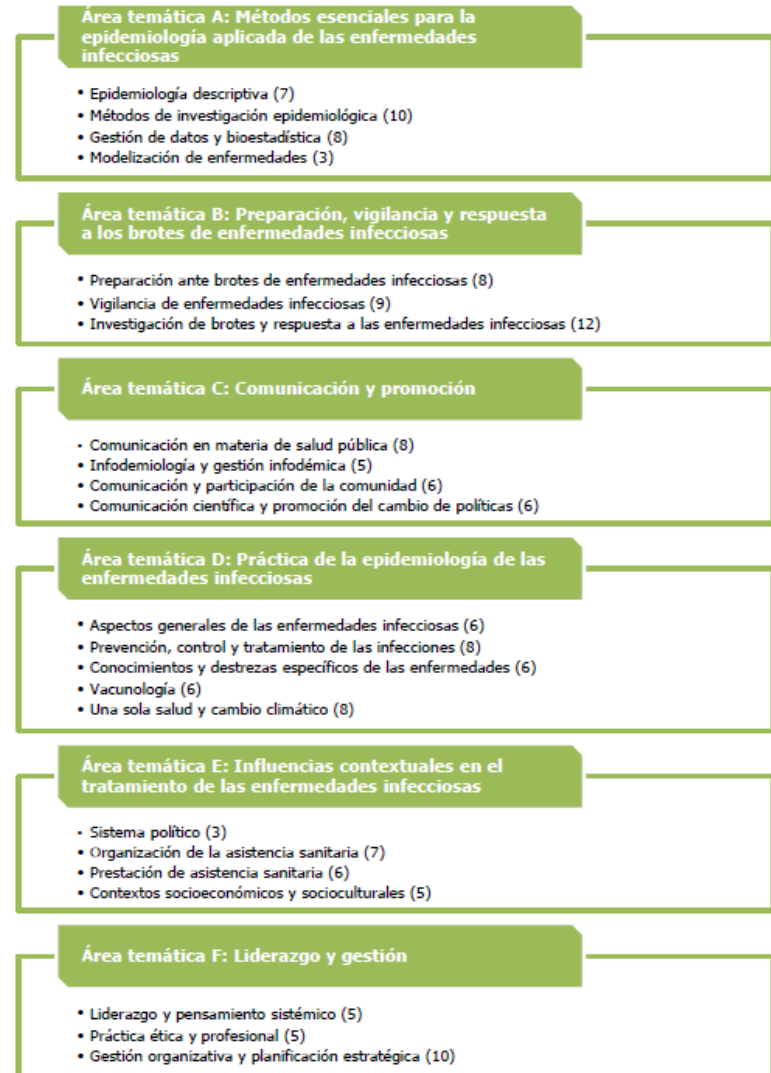 Área temática A: Métodos esenciales para la
epidemiología aplicada de las enfermedades
infecciosas
• Epidemiología descriptiva (7)
• Métodos de investigación epidemiológica (10)
• Gestión de datos y bioestadística (8)
• Modelización de enfermedades (3)
Área temática B: Preparación, vigilancia y respuesta
a los brotes de enfermedades infecciosas
• Preparación ante brotes de enfermedades infecciosas (8)
• Vigilancia de enfermedades infecciosas (9)
• Investigación de brotes y respuesta a las enfermedades infecciosas (12)
Área temática C: Comunicación y promoción
• Comunicación en materia de salud pública (8)
• Infodemiología y gestión infodémica (5)
• Comunicación y participación de la comunidad (6)
• Comunicación científica y promoción del cambio de políticas (6)
Área temática D: Práctica de la epidemiología de las
enfermedades infecciosas
• Aspectos generales de las enfermedades infecciosas (6)
• Prevención, control y tratamiento de las infecciones (8)
• Conocimientos y destrezas específicos de las enfermedades (6)
• Vacunología (6)
• Una sola salud y cambio climático (8)
Área temática E: Influencias contextuales en el
tratamiento de las enfermedades infecciosas
• Sistema político (3)
• Organización de la asistencia sanitaria (7)
• Prestación de asistencia sanitaria (6)
• Contextos socioeconómicos y socioculturales (5)
Área temática F: Liderazgo y gestión
• Liderazgo y pensamiento sistémico (5)
• Práctica ética y profesional (5)
• Gestión organizativa y planificación estratégica (10)